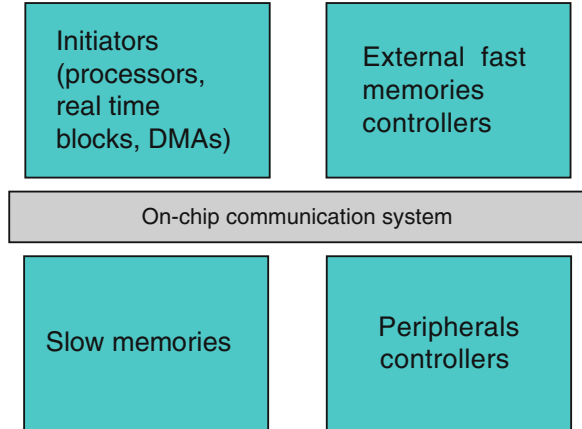 Initiators
(processors,
real time
blocks, DMAs)
External fast
memories
controllers
On-chip communication system
Slow memories
Peripherals
controllers